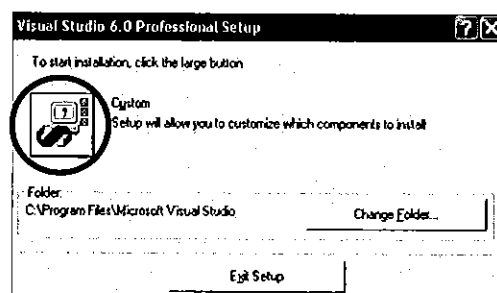 Visual Studio 6.0 Professional Setup
To start installation, click the large button
Custom
Setup will allow you to customize which components to install
Folder:
C:\Program Files\Microsoft Visual Studio
Change Folder...
Exit Setup